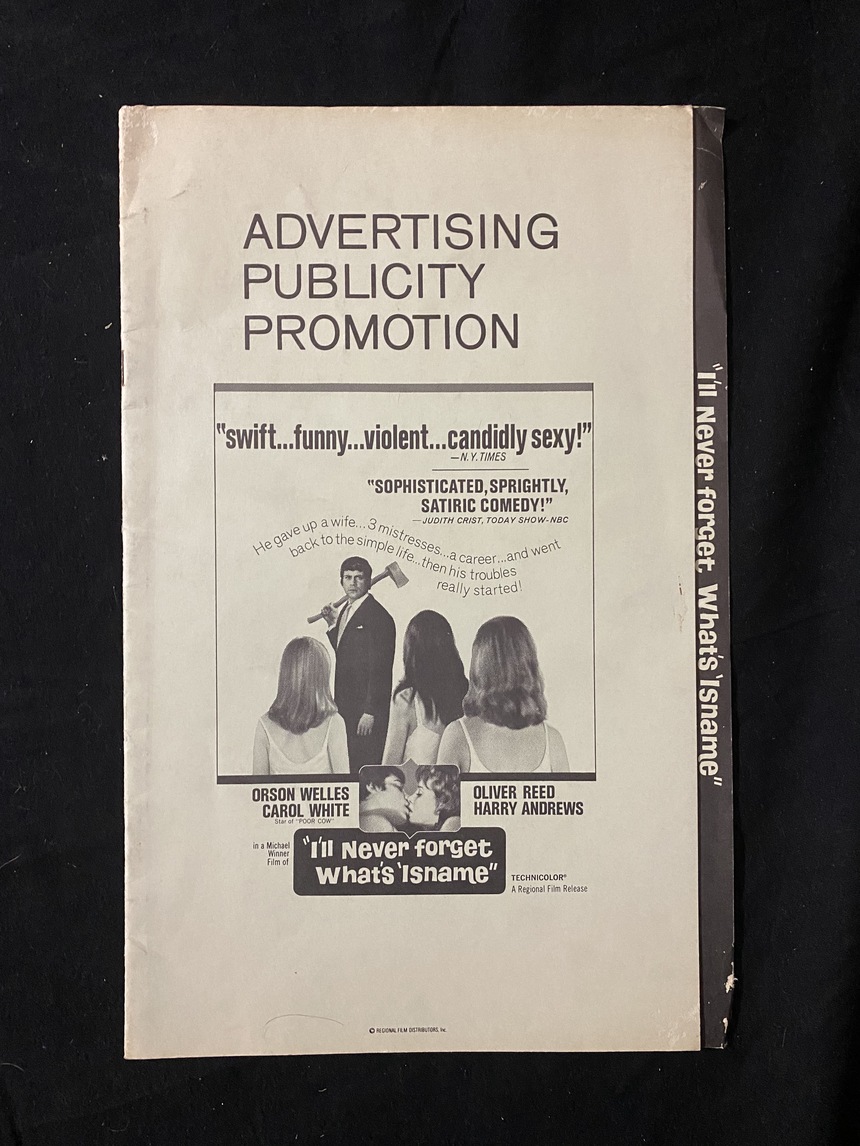 ADVERTISING
PUBLICITY
PROMOTION
"swift...funny...violent...candidly sexy!"
—N.Y. TIMES
"SOPHISTICATED, SPRIGHTLY,
SATIRIC COMEDY!"
—JUDITH CRIST, TODAY SHOW-NBC
He gave up a wife...3 mistresses...a career...and went
back to the simple life...then his troubles
really started!
ORSON WELLES
CAROL WHITE
Star of "POOR COW"
OLIVER REED
HARRY ANDREWS
in a Michael
Winner
Film of
"I'll Never forget
What's 'Isname"
TECHNICOLOR®
A Regional Film Release
© REGIONAL FILM DISTRIBUTORS, Inc.
"I'll Never forget What's 'Isname"